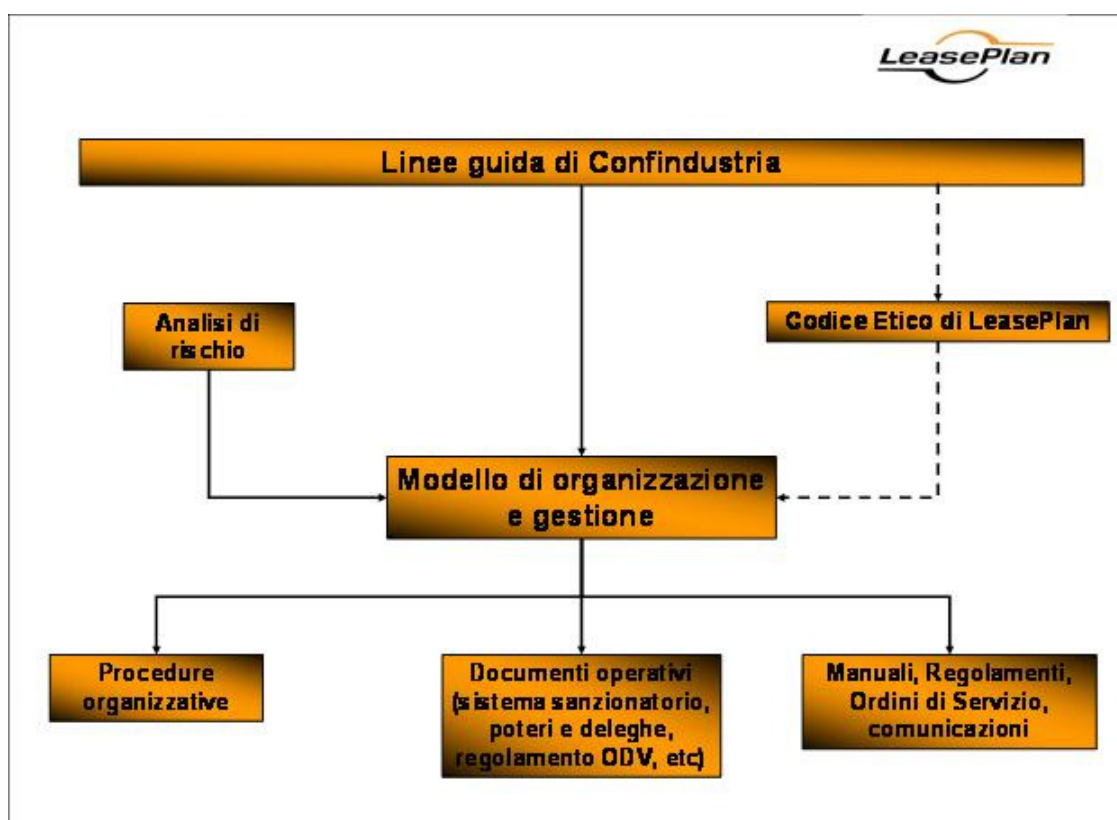 LeasePlan
Linee guida di Confindustria
Analisi di
rischio
Codice Etico di LeasePlan
Modello di organizzazione
e gestione
Procedure
organizzative
Documenti operativi
(sistema sanzionatorio,
poteri e deleghe,
regolamento ODV, etc)
Manuali, Regolamenti,
Ordini di Servizio,
comunicazioni